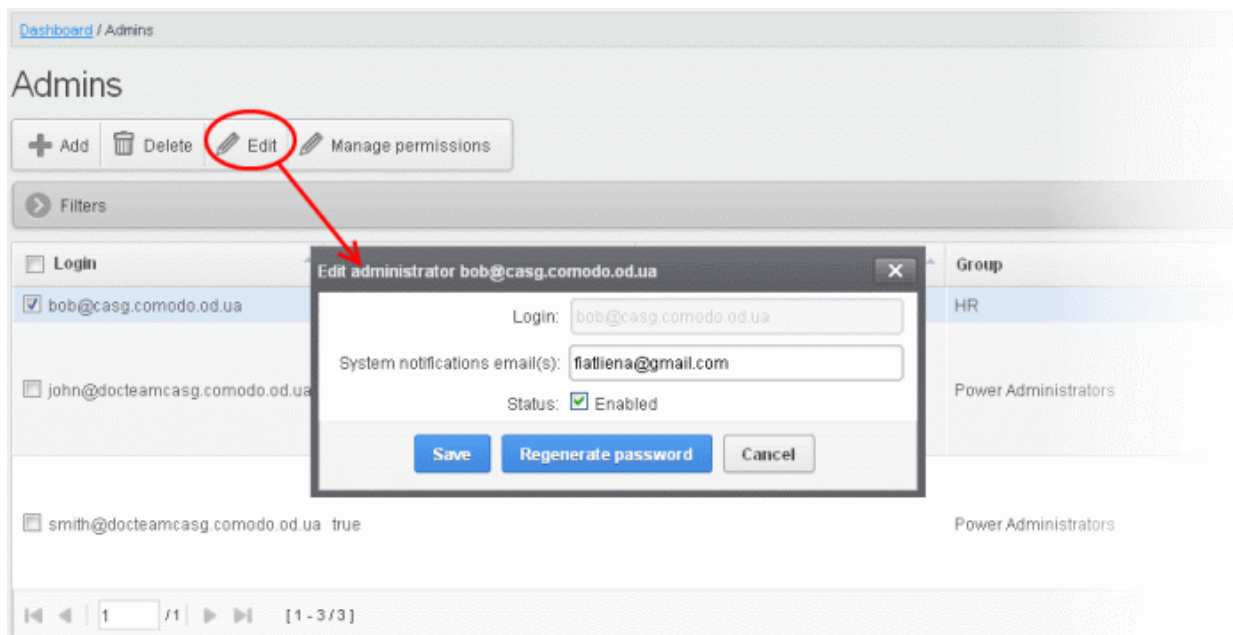 Dashboard / Admins
Admins
Add Delete Edit Manage permissions
Filters
Login Group
Edit administrator bob@casg.comodo.od.ua
bob@casg.comodo.od.ua HR
Login: bob@casg.comodo.od.ua
System notifications email(s): fiatliena@gmail.com
john@docteamcasg.comodo.od.ua Power Administrators
Status: Enabled
Save Regenerate password Cancel
smith@docteamcasg.comodo.od.ua true Power Administrators
1 /1 [1 - 3 / 3]